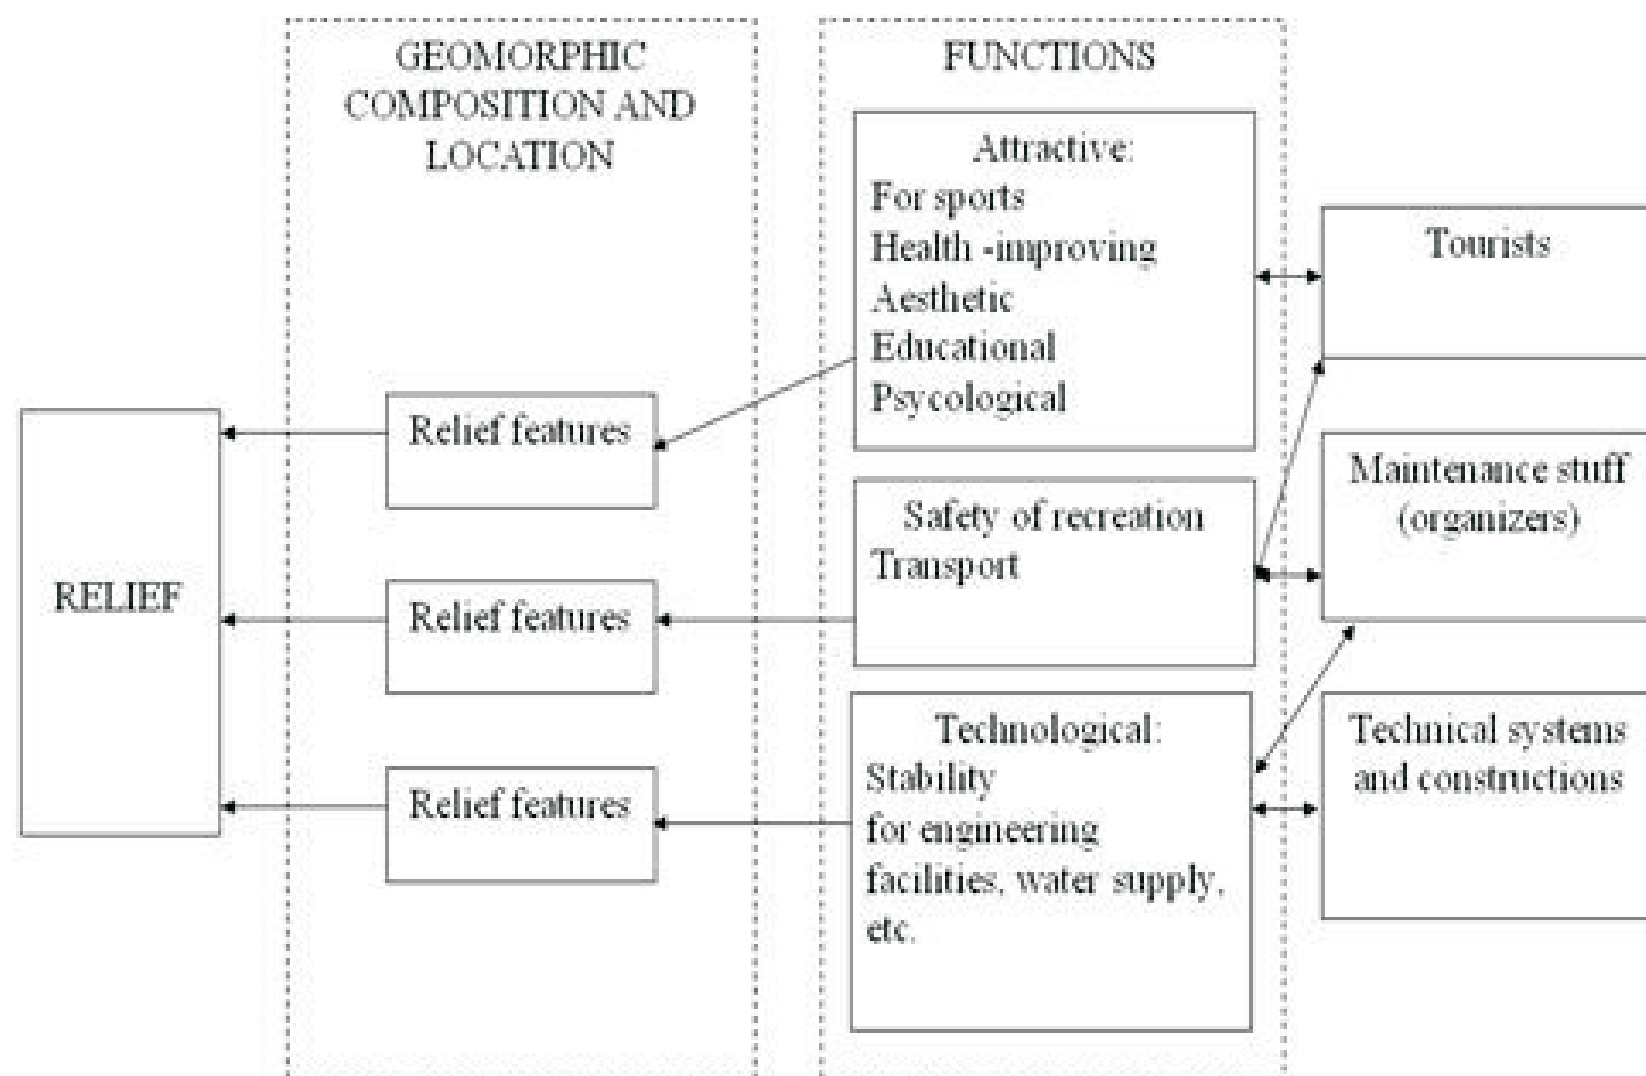 GEOMORPHIC
COMPOSITION AND
LOCATION
FUNCTIONS
Attractive:
For sports
Health -improving
Aesthetic
Educational
Psycological
Tourists
Relief features
Maintenance stuff
(organizers)
Safety of recreation
Transport
RELIEF
Relief features
Technological:
Stability
for engineering
facilities, water supply,
etc.
Technical systems
and constructions
Relief features